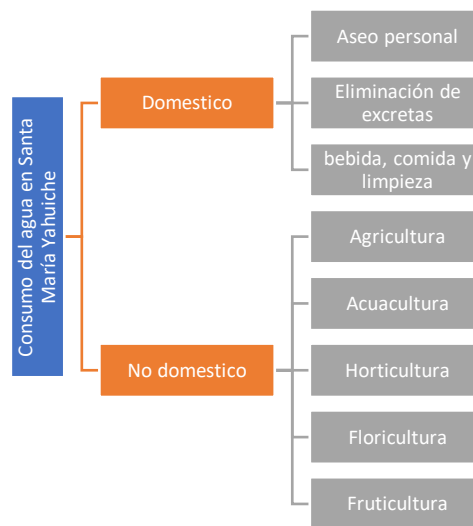 Consumo del agua en Santa
María Yahuiche
Domestico
Aseo personal
Eliminación de
excretas
bebida, comida y
limpieza
No domestico
Agricultura
Acuacultura
Horticultura
Floricultura
Fruticultura